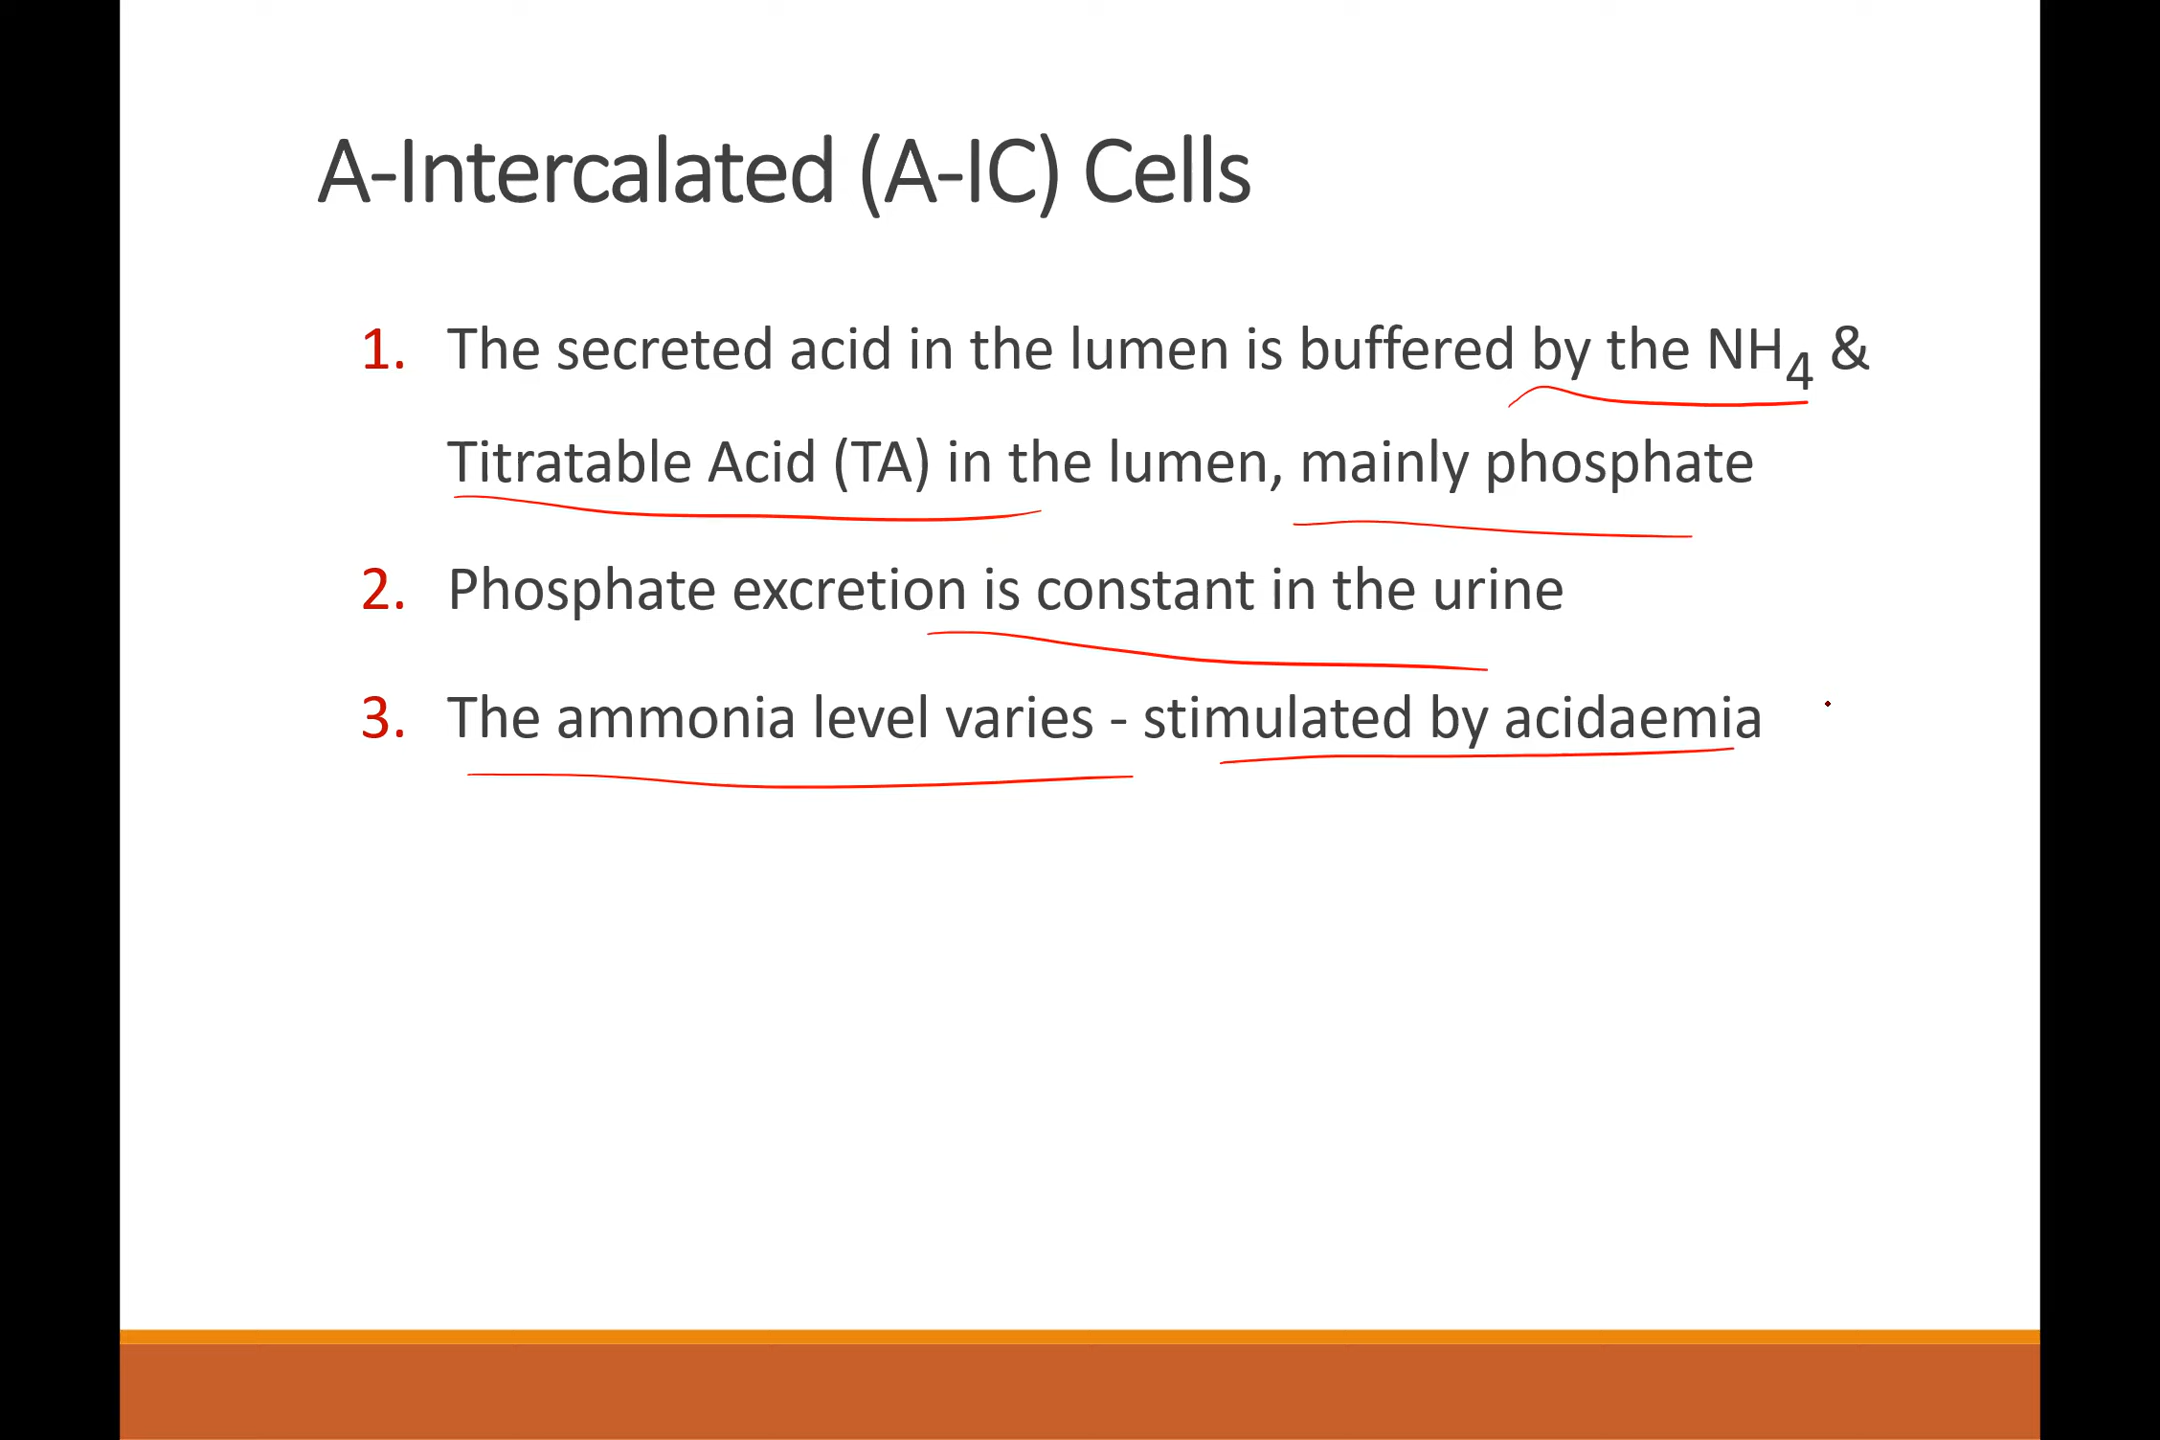 A-Intercalated (A-IC) Cells
1. The secreted acid in the lumen is buffered by the NH₄ &
Titratable Acid (TA) in the lumen, mainly phosphate
2. Phosphate excretion is constant in the urine
3. The ammonia level varies - stimulated by acidaemia